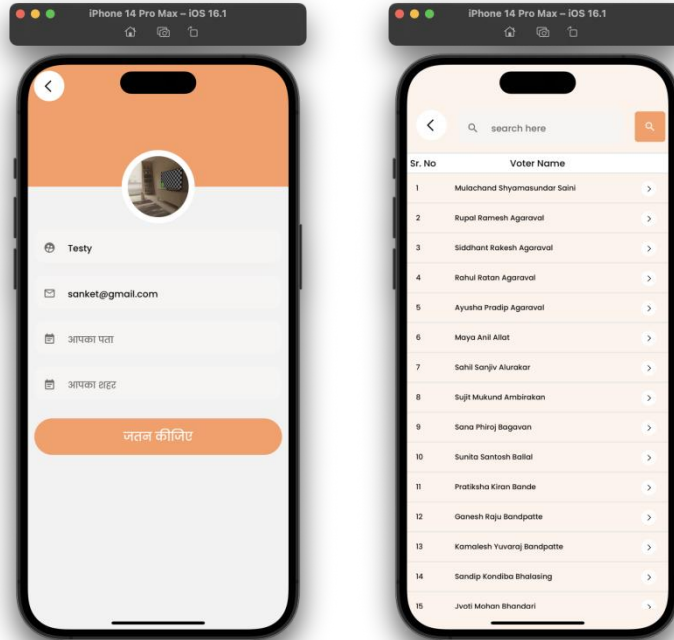 iPhone 14 Pro Max – iOS 16.1
Testy
sanket@gmail.com
आपका पता
आपका शहर
जतन कीजिए
iPhone 14 Pro Max – iOS 16.1
search here
Sr. No Voter Name
1 Mulachand Shyamasundar Saini
2 Rupal Ramesh Agaraval
3 Siddhant Rakesh Agaraval
4 Rahul Ratan Agaraval
5 Ayusha Pradip Agaraval
6 Maya Anil Allat
7 Sahil Sanjiv Alurakar
8 Sujit Mukund Ambirakan
9 Sana Phiroj Bagavan
10 Sunita Santosh Ballal
11 Pratiksha Kiran Bande
12 Ganesh Raju Bandpatte
13 Kamalesh Yuvaraj Bandpatte
14 Sandip Kondiba Bhalasing
15 Jvoti Mohan Bhandari